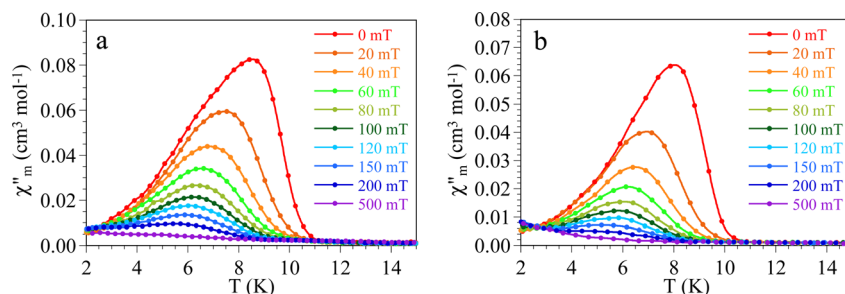 a
0 mT
20 mT
40 mT
60 mT
80 mT
100 mT
120 mT
150 mT
200 mT
500 mT
χ"m (cm³ mol⁻¹)
0.10
0.08
0.06
0.04
0.02
0.00
2 4 6 8 10 12 14
T (K)
b
0 mT
20 mT
40 mT
60 mT
80 mT
100 mT
120 mT
150 mT
200 mT
500 mT
χ"m (cm³ mol⁻¹)
0.08
0.07
0.06
0.05
0.04
0.03
0.02
0.01
0.00
2 4 6 8 10 12 14
T (K)